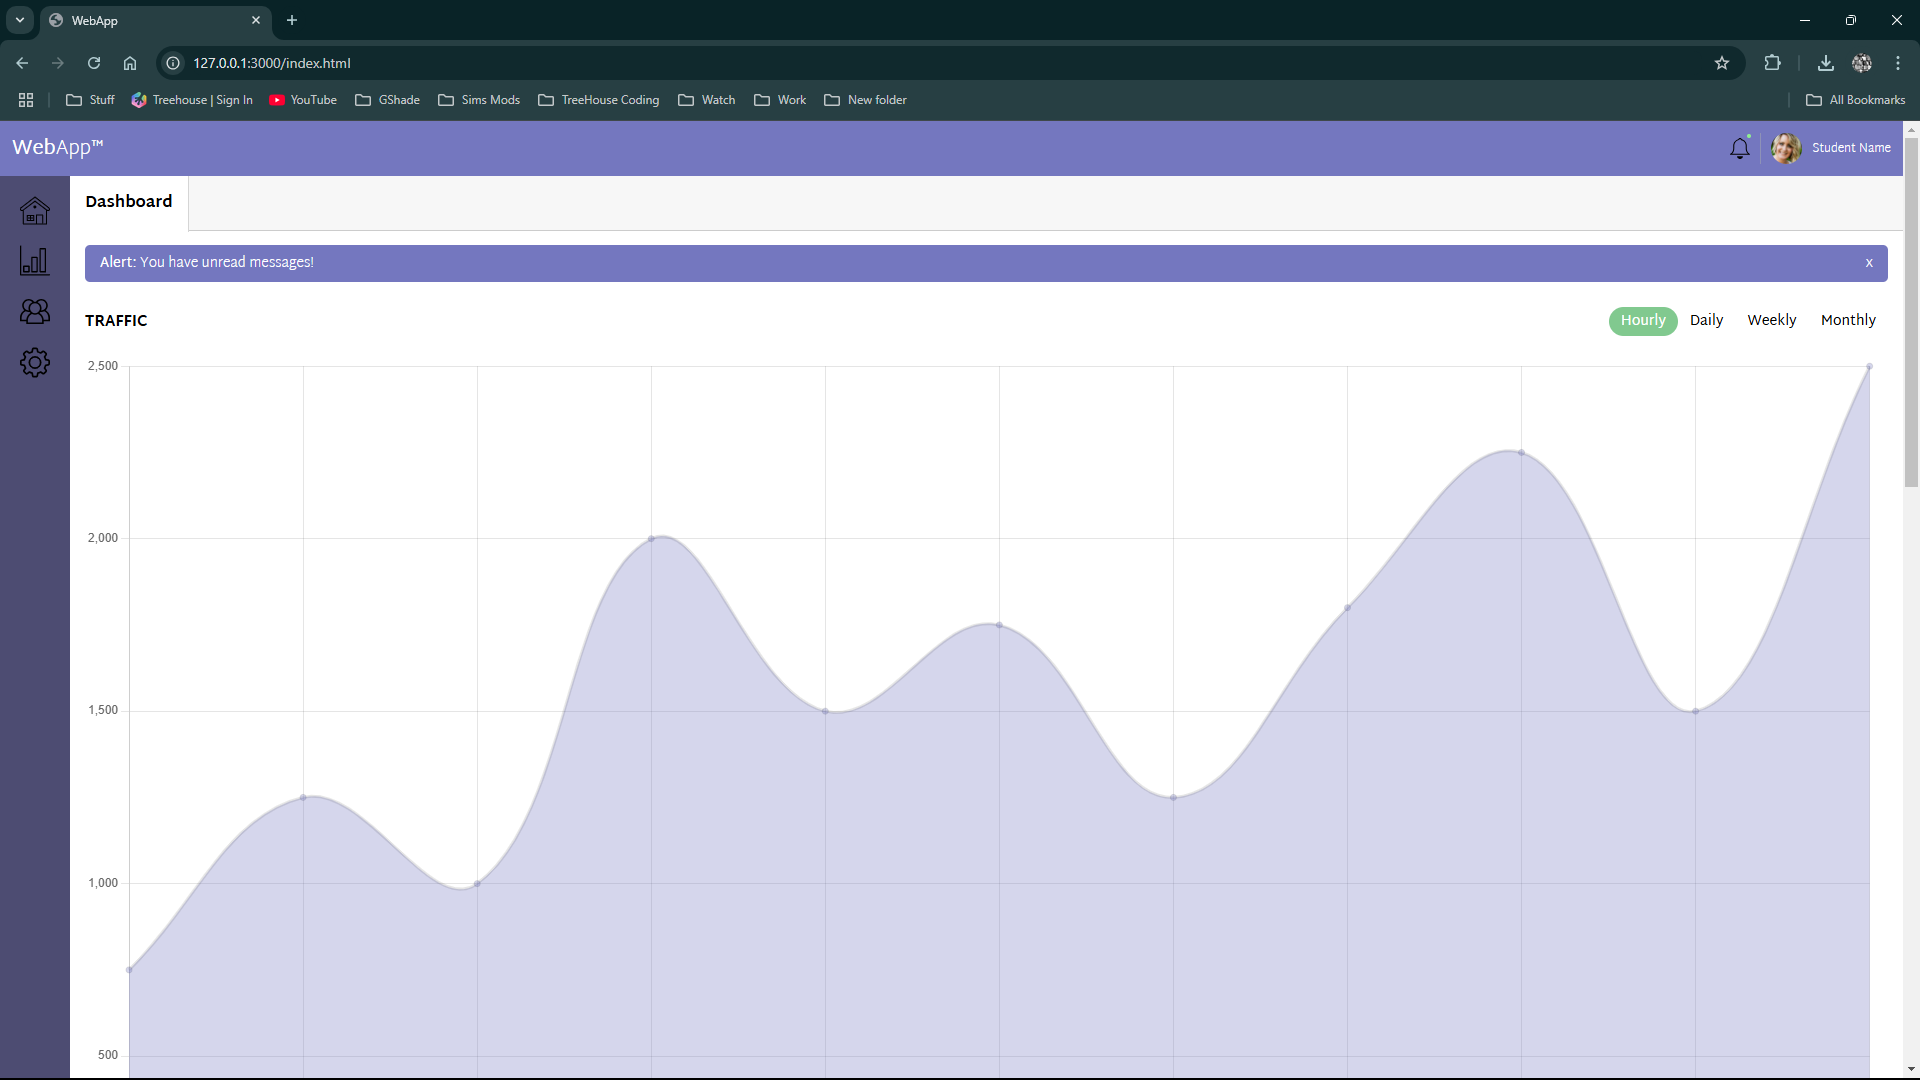 WebApp
127.0.0.1:3000/index.html
Stuff Treehouse | Sign In YouTube GShade Sims Mods TreeHouse Coding Watch Work New folder All Bookmarks
WebApp™ Student Name
Dashboard
Alert: You have unread messages! x
TRAFFIC Hourly Daily Weekly Monthly
2,500
2,000
1,500
1,000
500